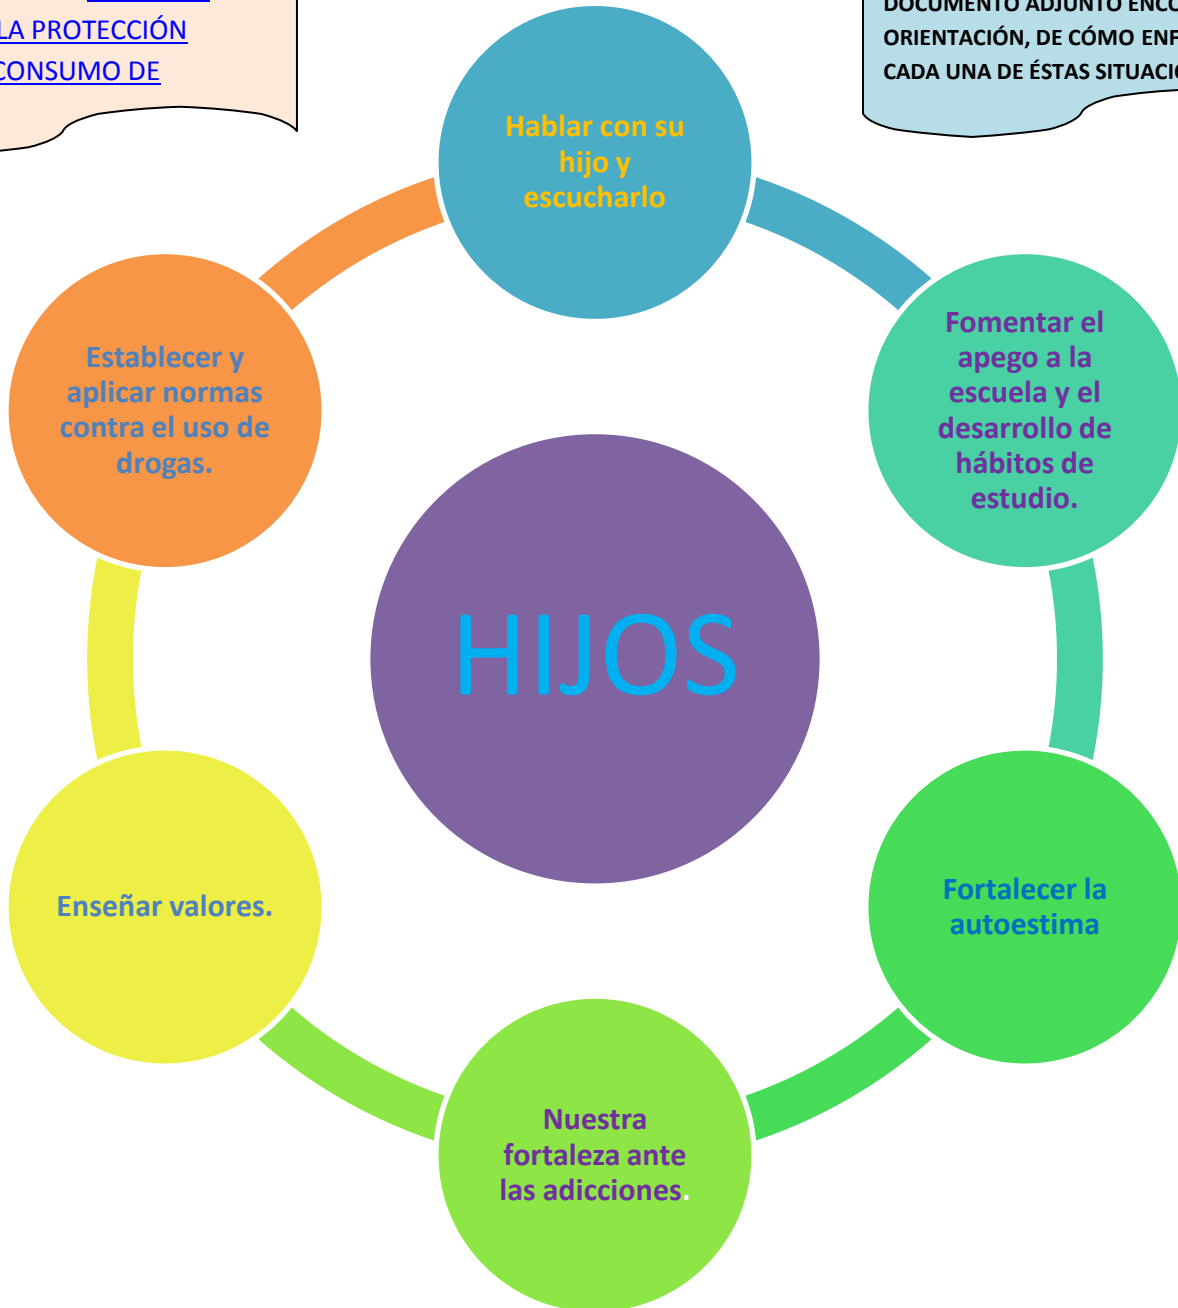 LA PROTECCIÓN
CONSUMO DE
DOCUMENTO ADJUNTO
ORIENTACIÓN, DE CÓMO
CADA UNA DE ÉSTAS
Hablar con su
hijo y
escucharlo
Fomentar el
apego a la
escuela y el
desarrollo de
hábitos de
estudio.
Fortalecer la
autoestima
Nuestra
fortaleza ante
las adicciones.
Enseñar valores.
Establecer y
aplicar normas
contra el uso de
drogas.
HIJOS